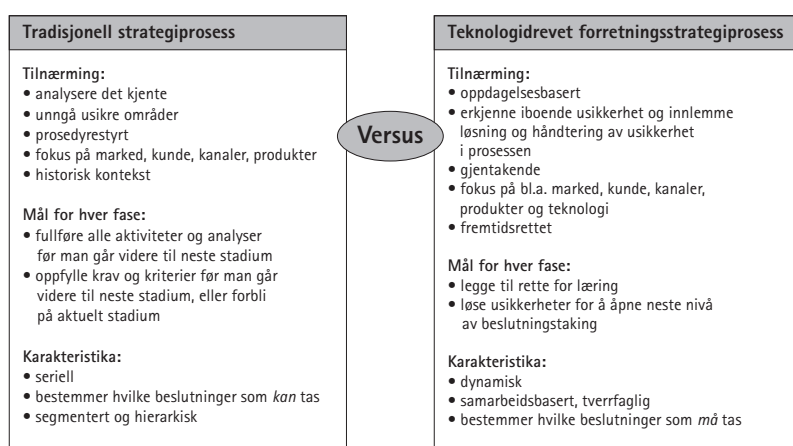 Tradisjonell strategiprosess
Tilnærming:
• analysere det kjente
• unngå usikre områder
• prosedyrestyrt
• fokus på marked, kunde, kanaler, produkter
• historisk kontekst
Mål for hver fase:
• fullføre alle aktiviteter og analyser
før man går videre til neste stadium
• oppfylle krav og kriterier før man går
videre til neste stadium, eller forbli
på aktuelt stadium
Karakteristika:
• seriell
• bestemmer hvilke beslutninger som kan tas
• segmentert og hierarkisk
Versus
Teknologidrevet forretningsstrategiprosess
Tilnærming:
• oppdagelsesbasert
• erkjenne iboende usikkerhet og innlemme
løsning og håndtering av usikkerhet
i prosessen
• gjentakende
• fokus på bl.a. marked, kunde, kanaler,
produkter og teknologi
• fremtidsrettet
Mål for hver fase:
• legge til rette for læring
• løse usikkerheter for å åpne neste nivå
av beslutningstaking
Karakteristika:
• dynamisk
• samarbeidsbasert, tverrfaglig
• bestemmer hvilke beslutninger som må tas